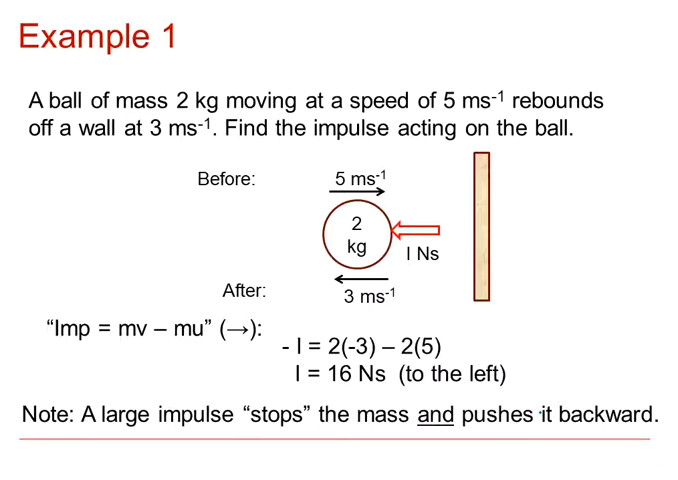 Example 1
A ball of mass 2 kg moving at a speed of 5 ms⁻¹ rebounds
off a wall at 3 ms⁻¹. Find the impulse acting on the ball.
Before:
5 ms⁻¹
2
kg
I Ns
After:
3 ms⁻¹
“Imp = mv – mu” (→):
- I = 2(-3) – 2(5)
I = 16 Ns (to the left)
Note: A large impulse “stops” the mass and pushes it backward.